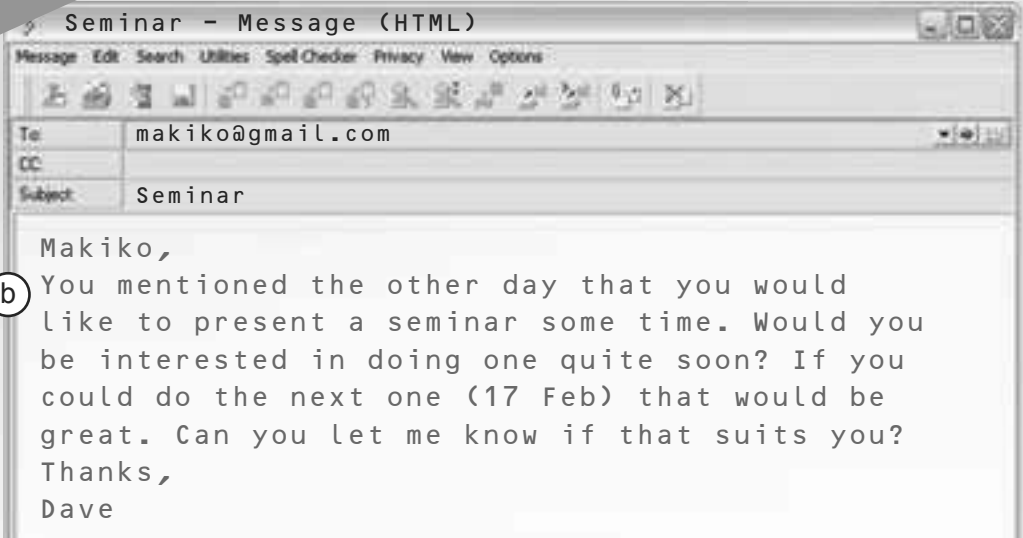 Seminar – Message (HTML)
Message Edit Search Utilities Spell Checker Privacy View Options
To: makiko@gmail.com
CC:
Subject: Seminar
Makiko,
b You mentioned the other day that you would
like to present a seminar some time. Would you
be interested in doing one quite soon? If you
could do the next one (17 Feb) that would be
great. Can you let me know if that suits you?
Thanks,
Dave